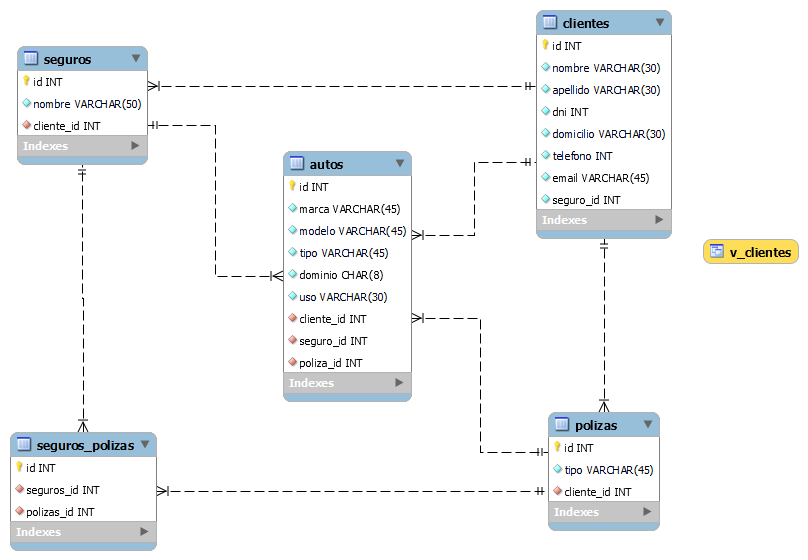 seguros
id INT
nombre VARCHAR(50)
cliente_id INT
Indexes
clientes
id INT
nombre VARCHAR(30)
apellido VARCHAR(30)
dni INT
domicilio VARCHAR(30)
telefono INT
email VARCHAR(45)
seguro_id INT
Indexes
autos
id INT
marca VARCHAR(45)
modelo VARCHAR(45)
tipo VARCHAR(45)
dominio CHAR(8)
uso VARCHAR(30)
cliente_id INT
seguro_id INT
poliza_id INT
Indexes
v_clientes
seguros_polizas
id INT
seguros_id INT
polizas_id INT
Indexes
polizas
id INT
tipo VARCHAR(45)
cliente_id INT
Indexes